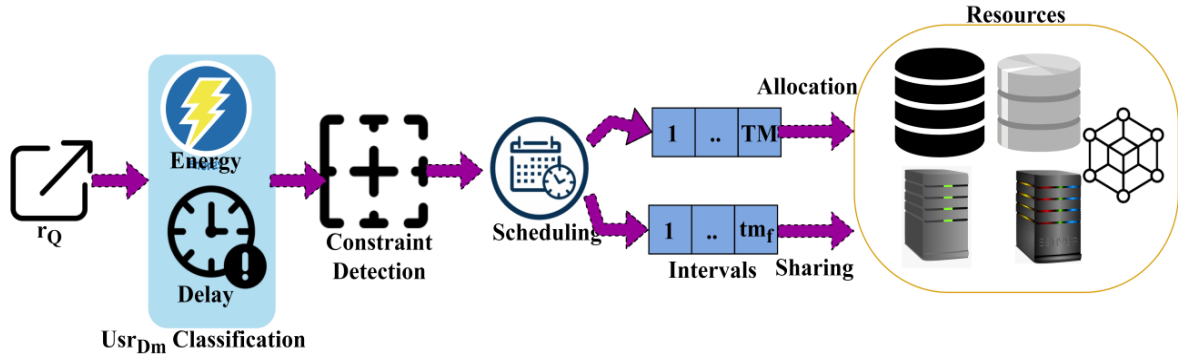 Resources
Allocation
1 .. TM
Energy
r_Q
Constraint
Detection
Scheduling
1 .. tm_f
Intervals
Sharing
Delay
Usr_Dm Classification